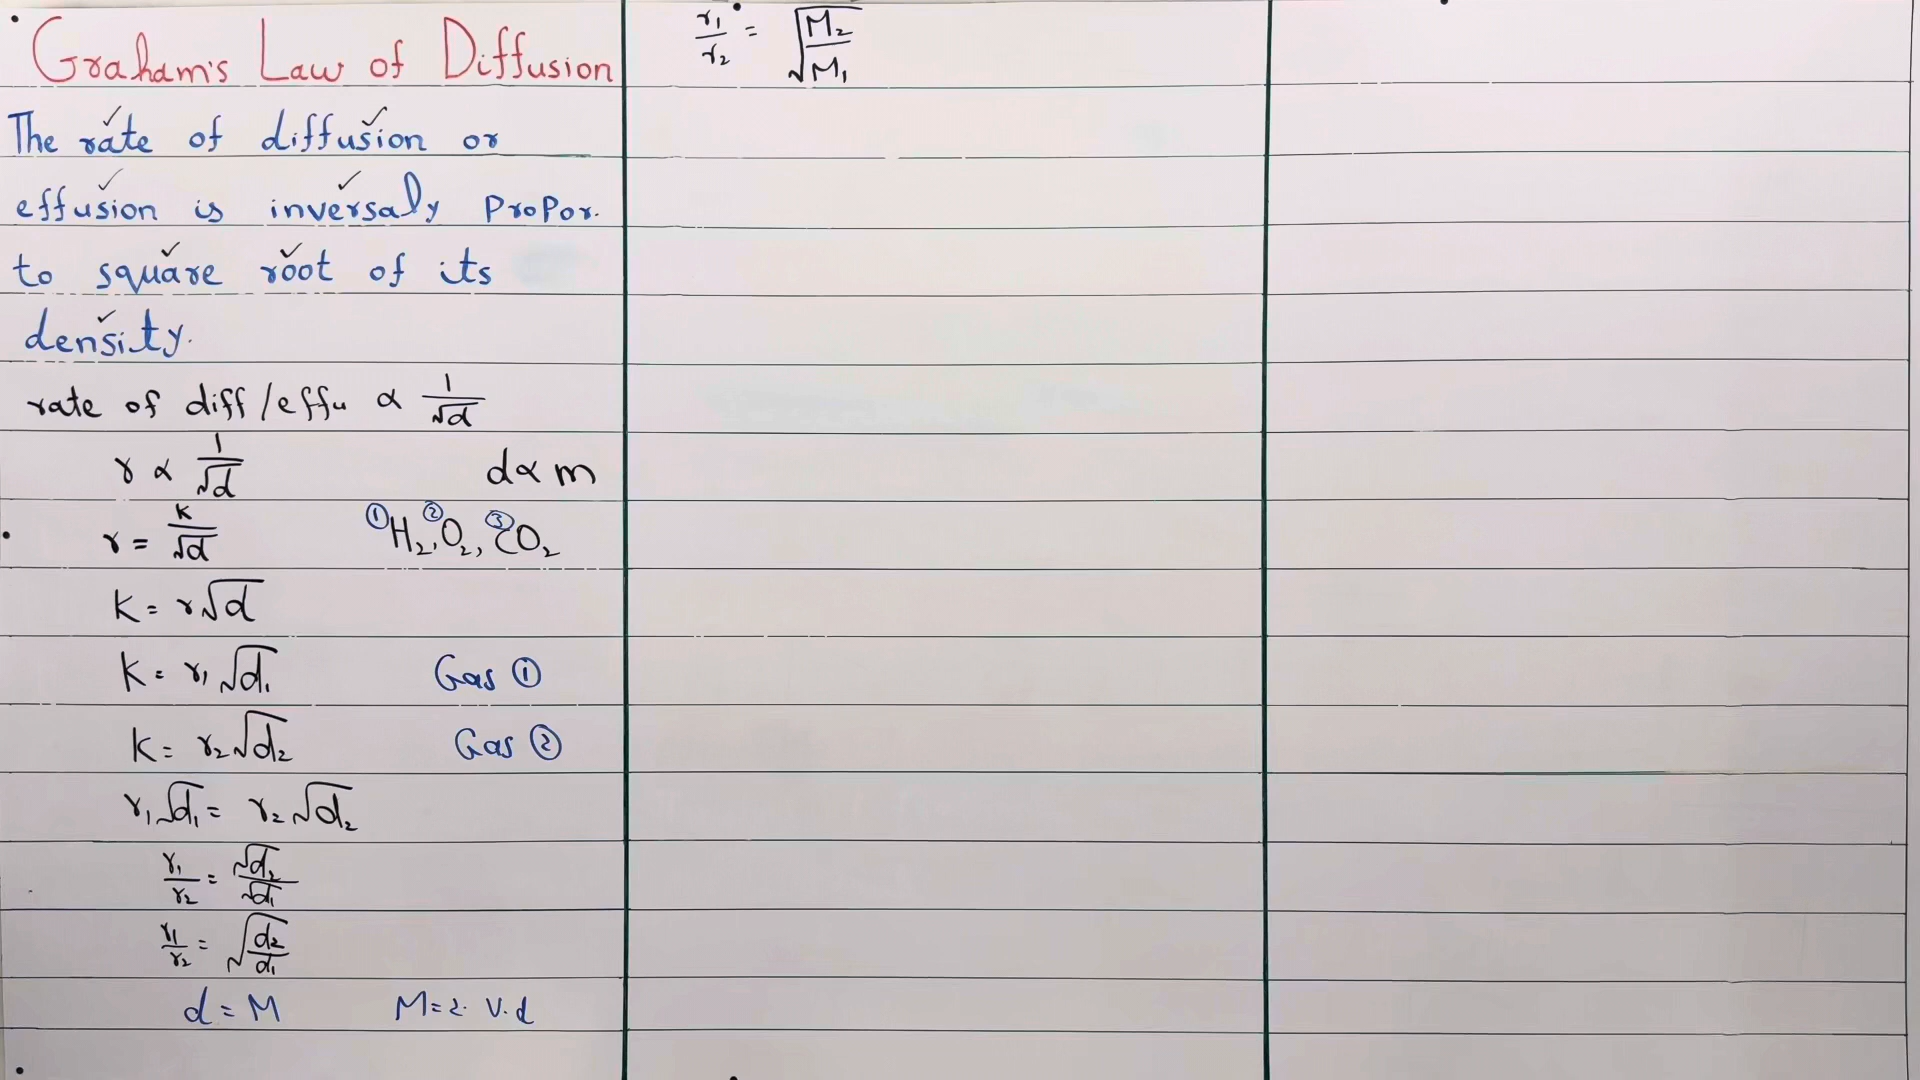 Graham's Law of Diffusion
The rate of diffusion or
effusion is inversaly Propor.
to square root of its
density.
rate of diff/effu ∝ 1/√d
r ∝ 1/√d d∝m
r = K/√d ①H₂, ②O₂, ③CO₂
K = r√d
K = r₁√d₁ Gas ①
K = r₂√d₂ Gas ②
r₁√d₁ = r₂√d₂
r₁/r₂ = √d₂/√d₁
r₁/r₂ = √(d₂/d₁)
d = M M = 2. V.d
r₁/r₂ = √(M₂/M₁)